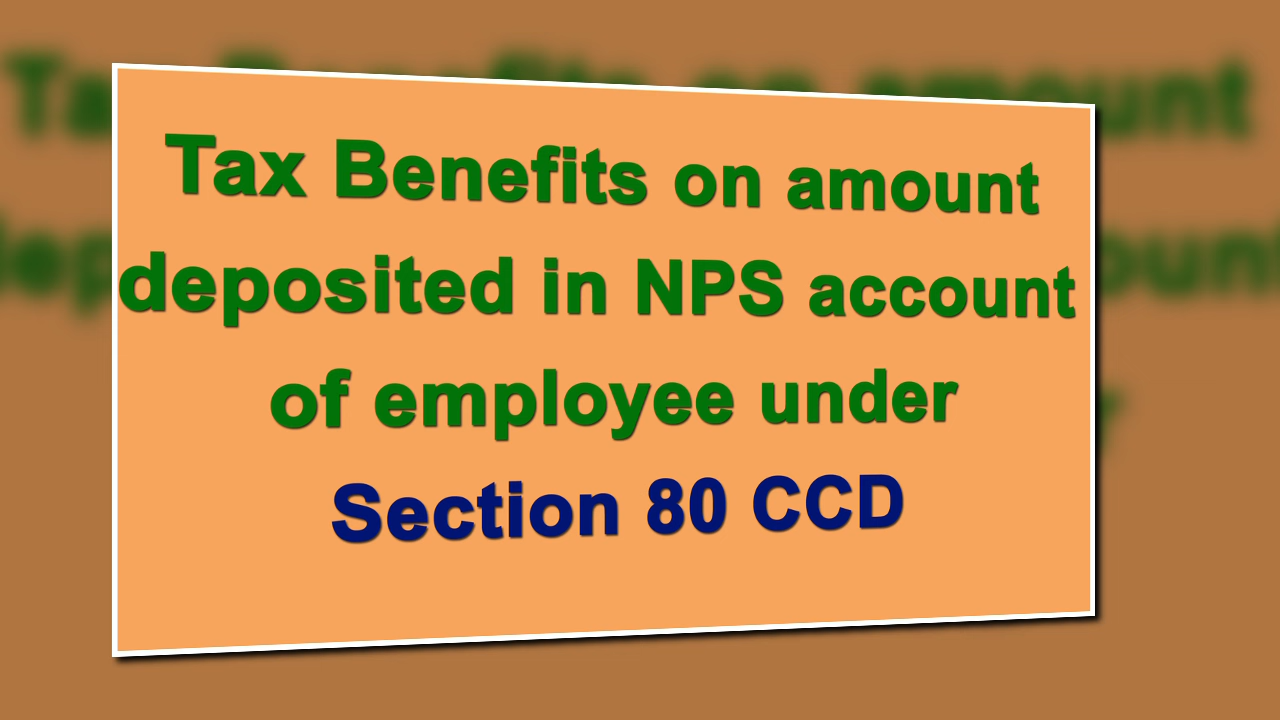 Tax Benefits on amount
deposited in NPS account
of employee under
Section 80 CCD